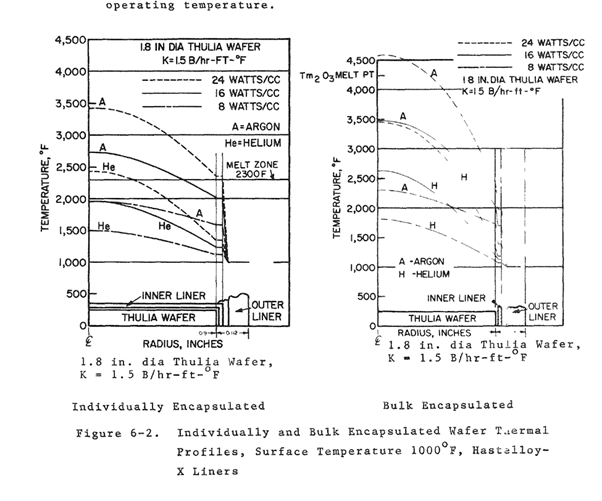 operating temperature.
1.8 IN DIA THULIA WAFER
K=1.5 B/hr-FT-°F
24 WATTS/CC
16 WATTS/CC
8 WATTS/CC
A=ARGON
He=HELIUM
MELT ZONE
2300F
4,500
4,000
3,500
3,000
2,500
2,000
1,500
1,000
500
0
TEMPERATURE, °F
A
A
He
A
He
He
INNER LINER
THULIA WAFER
OUTER
LINER
0.9
0.12
RADIUS, INCHES
1.8 in. dia Thulia Wafer,
K = 1.5 B/hr-ft-°F
Individually Encapsulated
24 WATTS/CC
16 WATTS/CC
8 WATTS/CC
1.8 IN. DIA THULIA WAFER
K=1.5 B/hr-ft-°F
4,500
Tm2O3 MELT PT
4,000
3,500
3,000
2,500
2,000
1,500
1,000
500
0
TEMPERATURE, °F
A
A
H
H
A
H
A -ARGON
H -HELIUM
INNER LINER
THULIA WAFER
OUTER
LINER
RADIUS, INCHES
1.8 in. dia Thulia Wafer,
K = 1.5 B/hr-ft-°F
Bulk Encapsulated
Figure 6-2. Individually and Bulk Encapsulated Wafer Thermal
Profiles, Surface Temperature 1000°F, Hastelloy-
X Liners